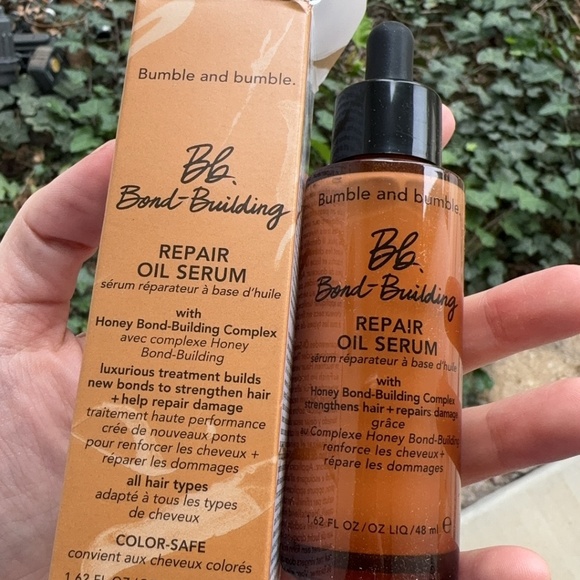 Bumble and bumble.
Bb.
Bond-Building
REPAIR
OIL SERUM
sérum réparateur à base d'huile
with
Honey Bond-Building Complex
avec complexe Honey
Bond-Building
luxurious treatment builds
new bonds to strengthen hair
+help repair damage
traitement haute performance
crée de nouveaux ponts
pour renforcer les cheveux +
réparer les dommages
all hair types
adapté à tous les types
de cheveux
COLOR-SAFE
convient aux cheveux colorés
1.62 FL OZ/
Bumble and bumble.
Bb.
Bond-Building
REPAIR
OIL SERUM
sérum réparateur à base d'huile
with
Honey Bond-Building Complex
strengthens hair + repairs damage
grâce
au Complexe Honey Bond-Building
renforce les cheveux +
répare les dommages
1.62 FL OZ/OZ LIQ/48 ml ℮